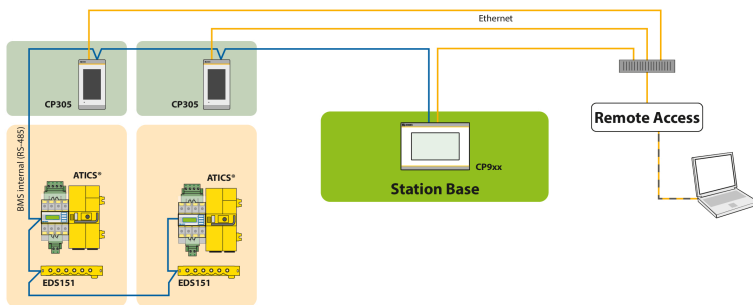 Ethernet
CP305
CP305
Remote Access
CP9xx
Station Base
BMS internal (RS-485)
ATICS®
ATICS®
EDS151
EDS151